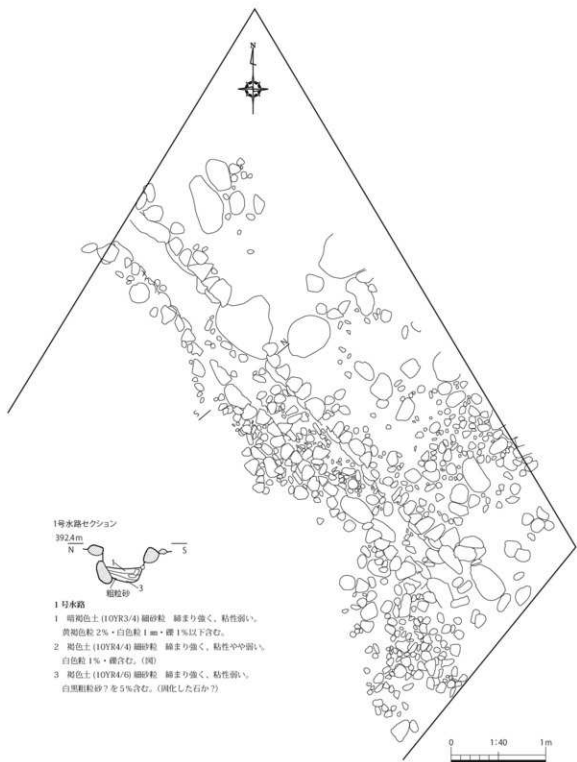 N
N
S
1号水路セクション
392.4m
N S
1
3
粗粒砂
1 号水路
1 暗褐色土 (10YR3/4) 細砂粒 締まり強く、粘性弱い。
黄褐色粒 2%・白色粒 1 ㎜・礫 1%以下含む。
2 褐色土 (10YR4/4) 細砂粒 締まり強く、粘性やや弱い。
白色粒 1%・礫含む。(図)
3 褐色土 (10YR4/6) 細砂粒 締まり強く、粘性弱い。
白黒粗粒砂？を 5%含む。(固化した石か？)
0 1:40 1m